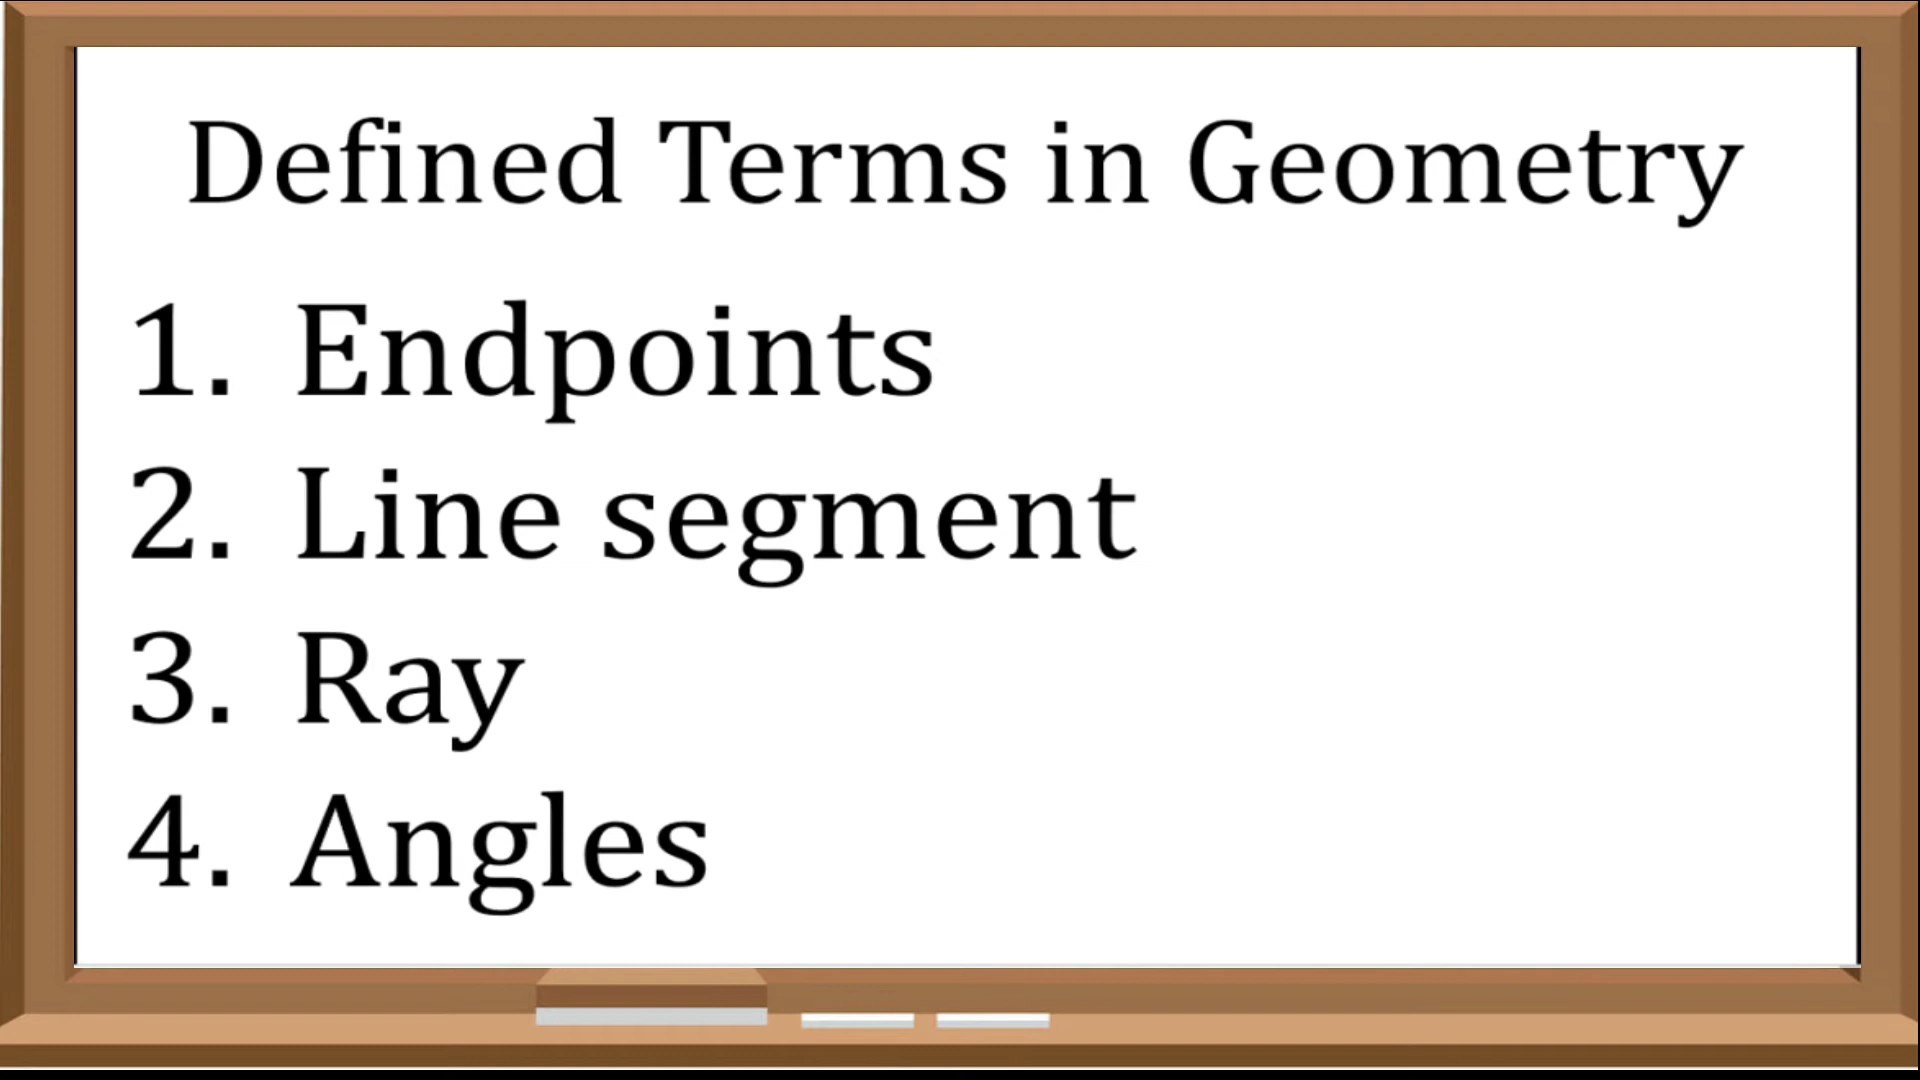 Defined Terms in Geometry
1. Endpoints
2. Line segment
3. Ray
4. Angles